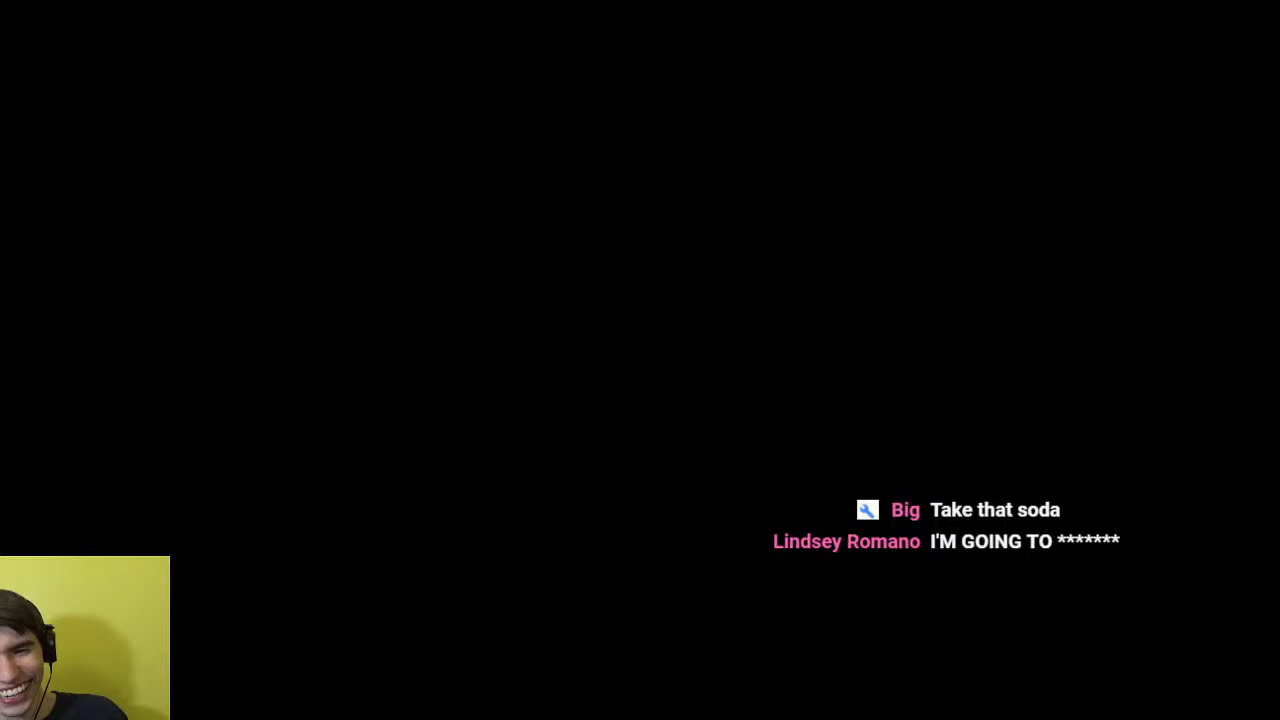 Big Take that soda
Lindsey Romano I'M GOING TO *******